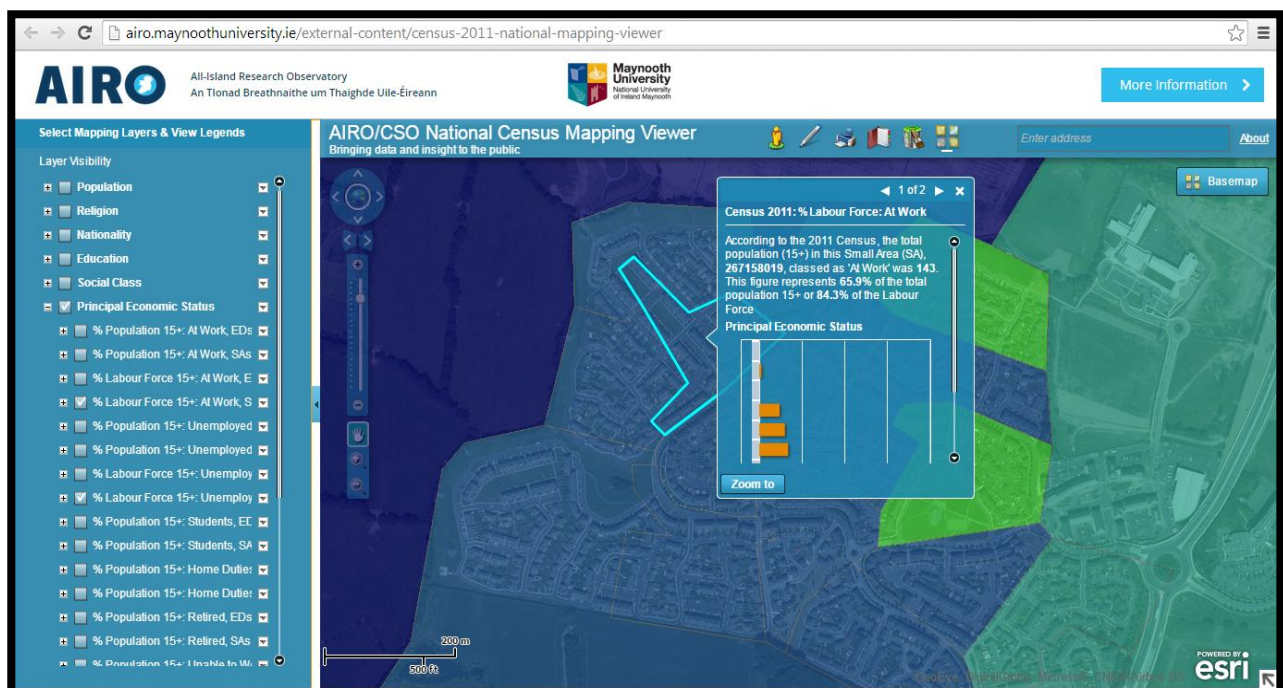 airo.maynoothuniversity.ie/external-content/census-2011-national-mapping-viewer
AIRO
All-Island Research Observatory
An Tionad Breathnaithe um Thaighde Uile-Éireann
Maynooth
University
National University
of Ireland Maynooth
More Information
Select Mapping Layers & View Legends
Layer Visibility
Population
Religion
Nationality
Education
Social Class
Principal Economic Status
% Population 15+: At Work, EDs
% Population 15+: At Work, SAs
% Labour Force 15+: At Work, E
% Labour Force 15+: At Work, S
% Population 15+: Unemployed
% Population 15+: Unemployed
% Labour Force 15+: Unemploy
% Labour Force 15+: Unemploy
% Population 15+: Students, ED
% Population 15+: Students, SA
% Population 15+: Home Duties
% Population 15+: Home Duties
% Population 15+: Retired, EDs
% Population 15+: Retired, SAs
% Population 15+: Unable to W
AIRO/CSO National Census Mapping Viewer
Bringing data and insight to the public
Enter address
About
Basemap
1 of 2
Census 2011: % Labour Force: At Work
According to the 2011 Census, the total
population (15+) in this Small Area (SA),
267158019, classed as 'At Work' was 143.
This figure represents 65.9% of the total
population 15+ or 84.3% of the Labour
Force
Principal Economic Status
Zoom to
200 m
500 ft
POWERED BY
esri